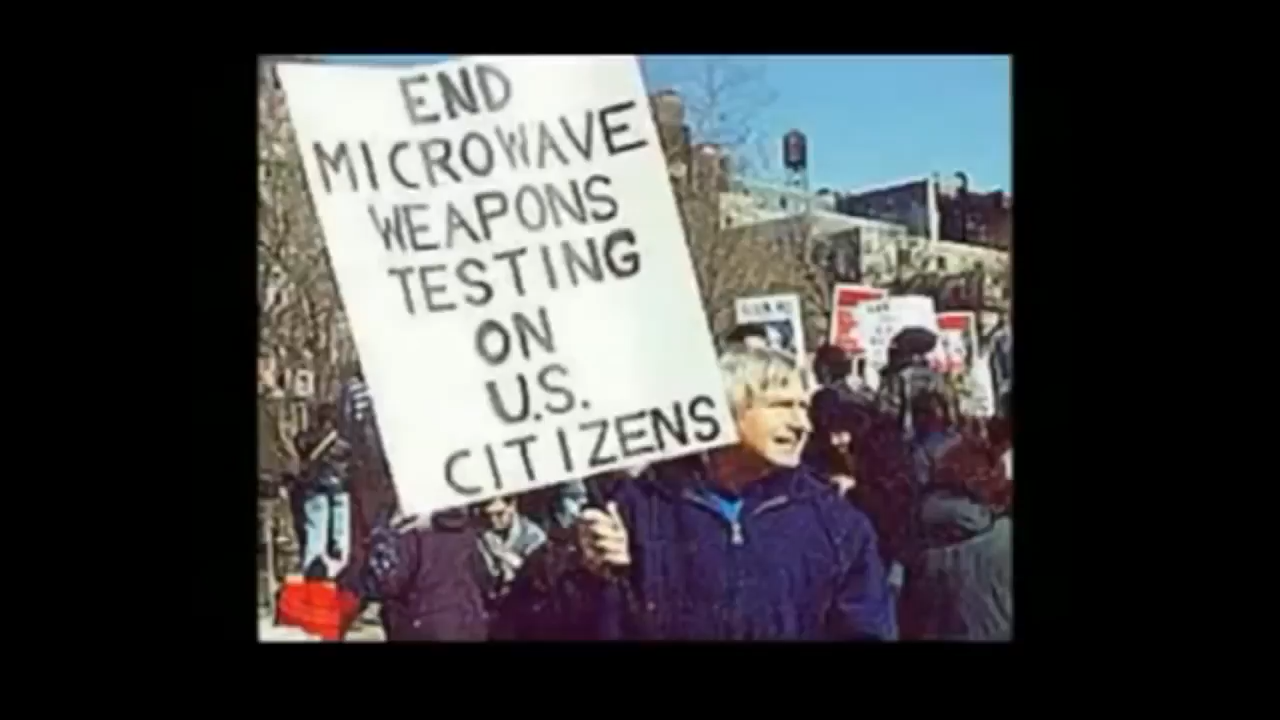 END
MICROWAVE
WEAPONS
TESTING
ON
U.S.
CITIZENS